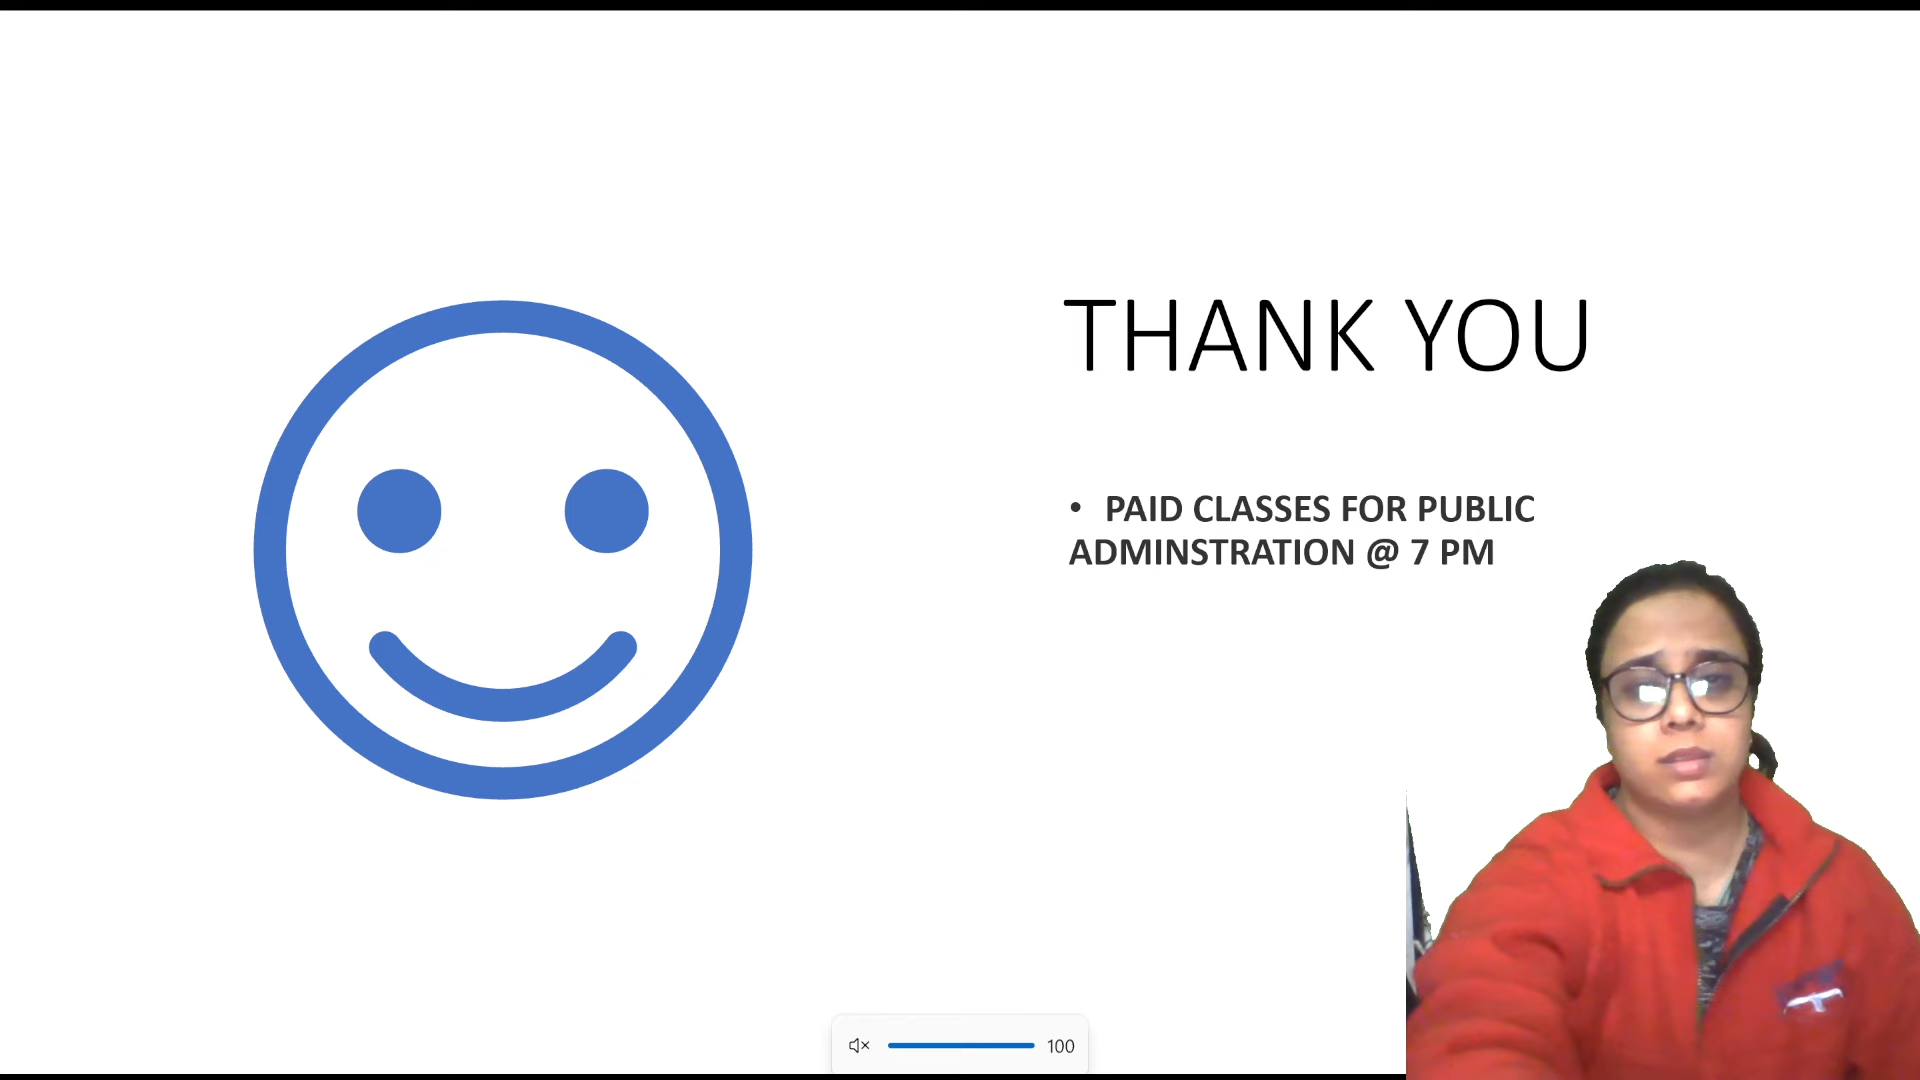 THANK YOU
• PAID CLASSES FOR PUBLIC
ADMINSTRATION @ 7 PM
100